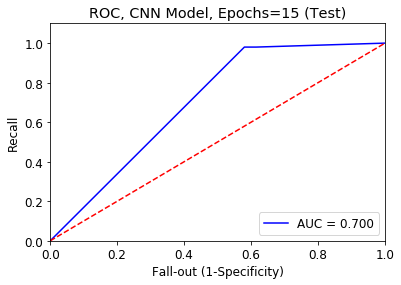 ROC, CNN Model, Epochs=15 (Test)
1.0
0.8
0.6
0.4
0.2
0.0
Recall
AUC = 0.700
0.0 0.2 0.4 0.6 0.8 1.0
Fall-out (1-Specificity)